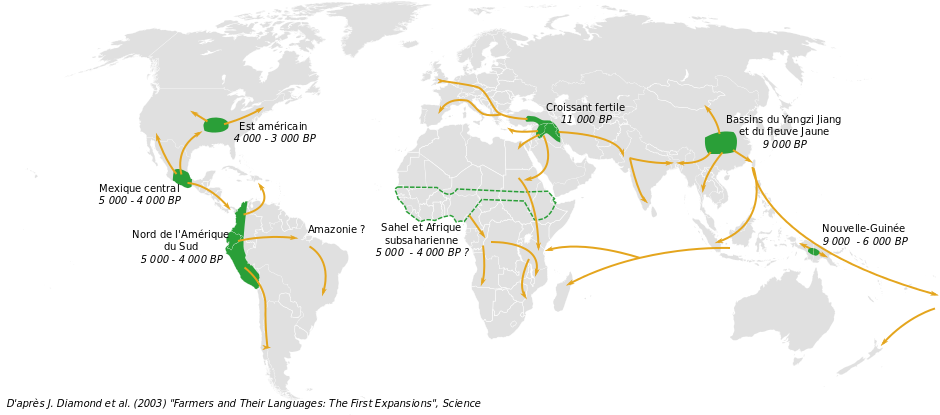 Croissant fertile
11 000 BP
Bassins du Yangzi Jiang
et du fleuve Jaune
9 000 BP
Est américain
4 000 - 3 000 BP
Mexique central
5 000 - 4 000 BP
Nord de l'Amérique
du Sud
5 000 - 4 000 BP
Amazonie ?
Sahel et Afrique
subsaharienne
5 000 - 4 000 BP ?
Nouvelle-Guinée
9 000 - 6 000 BP
D'après J. Diamond et al. (2003) "Farmers and Their Languages: The First Expansions", Science